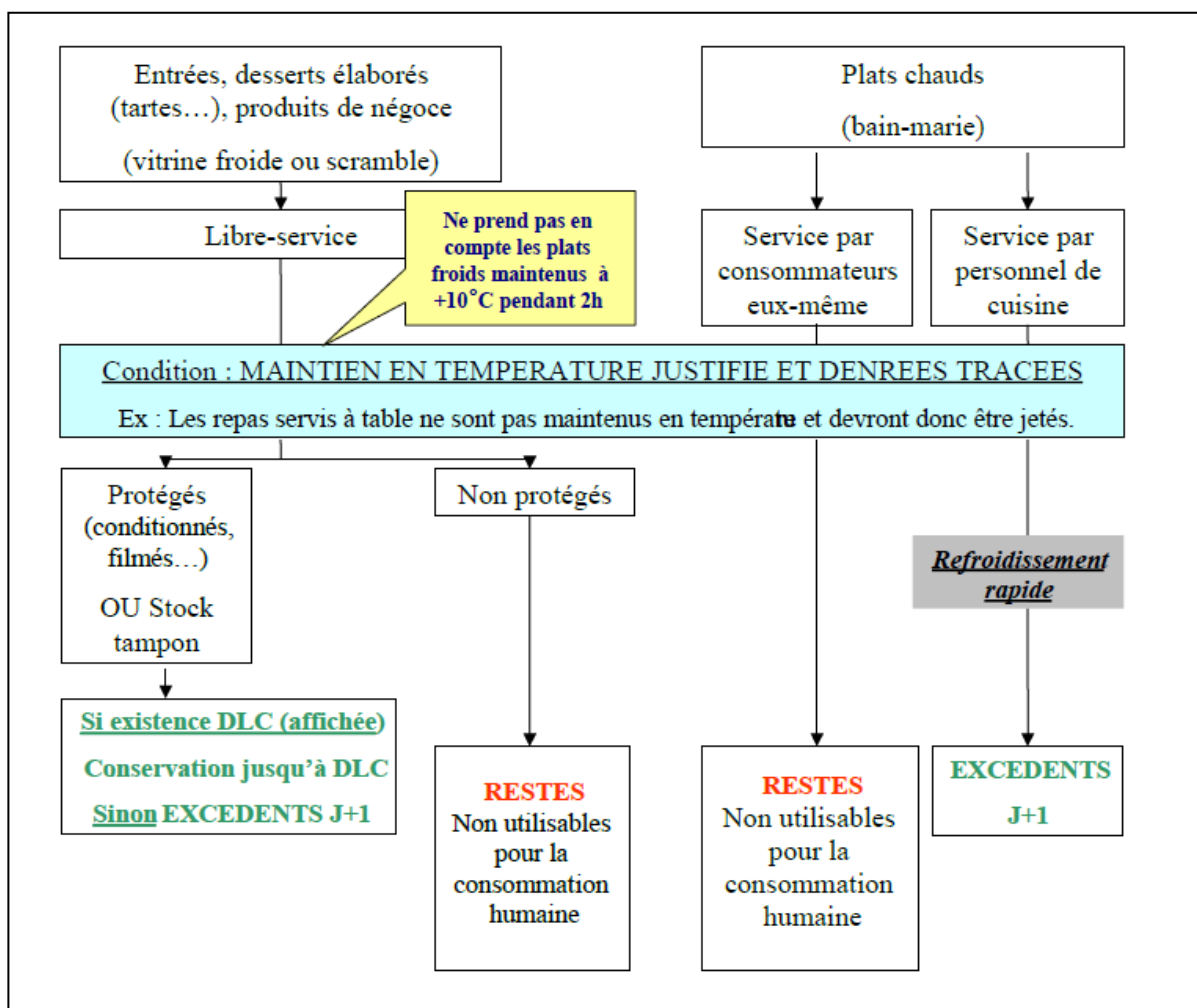 Entrées, desserts élaborés
(tartes…), produits de négoce
(vitrine froide ou scramble)
Plats chauds
(bain-marie)
Libre-service
Ne prend pas en
compte les plats
froids maintenus à
+10°C pendant 2h
Service par
consommateurs
eux-même
Service par
personnel de
cuisine
Condition : MAINTIEN EN TEMPERATURE JUSTIFIE ET DENREES TRACEES
Ex : Les repas servis à table ne sont pas maintenus en température et devront donc être jetés.
Protégés
(conditionnés,
filmés…)
OU Stock
tampon
Non protégés
Refroidissement
rapide
Si existence DLC (affichée)
Conservation jusqu’à DLC
Sinon EXCEDENTS J+1
RESTES
Non utilisables
pour la
consommation
humaine
RESTES
Non utilisables
pour la
consommation
humaine
EXCEDENTS
J+1